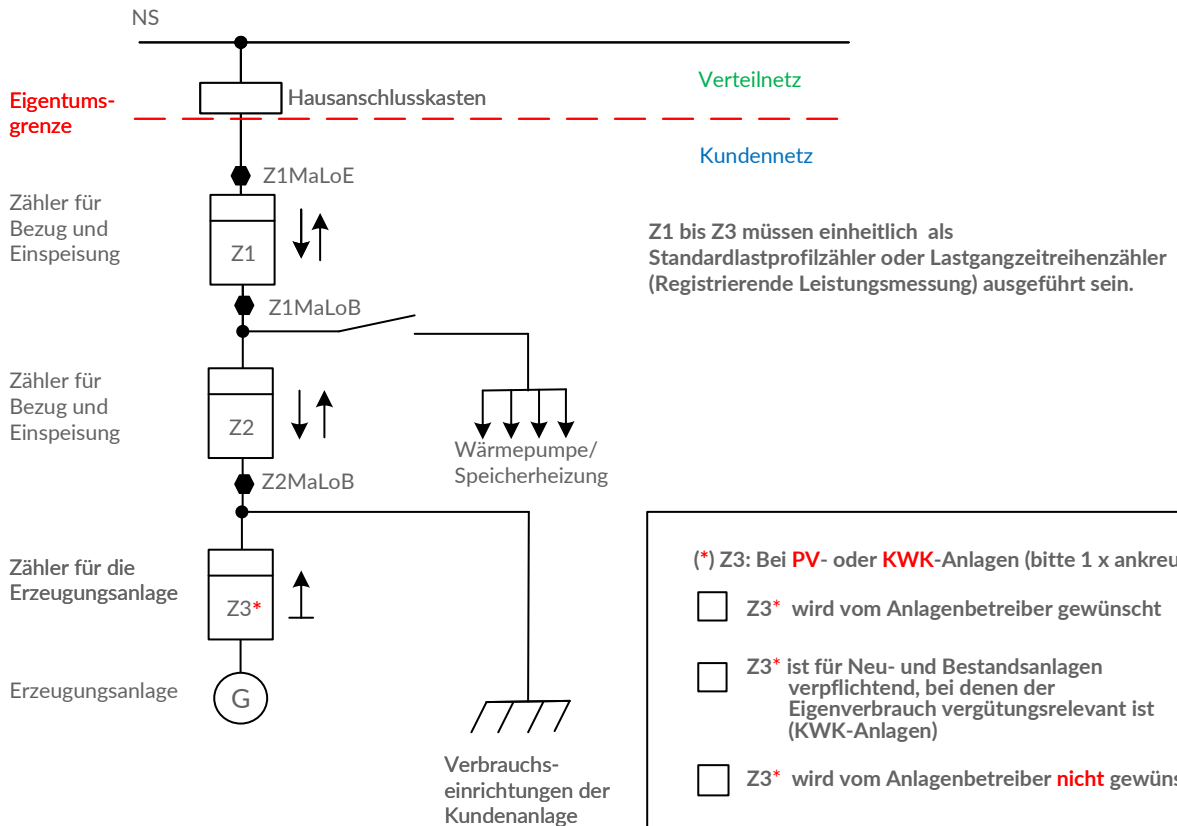 NS
Verteilnetz
Hausanschlusskasten
Eigentums-
grenze
Kundennetz
Z1MaLoE
Zähler für
Bezug und
Einspeisung
Z1
Z1 bis Z3 müssen einheitlich als
Standardlastprofilzähler oder Lastgangzeitreihenzähler
(Registrierende Leistungsmessung) ausgeführt sein.
Z1MaLoB
Zähler für
Bezug und
Einspeisung
Z2
Wärmepumpe/
Speicherheizung
Z2MaLoB
Zähler für die
Erzeugungsanlage
Z3*
Erzeugungsanlage
G
Verbrauchs-
einrichtungen der
Kundenanlage
(*) Z3: Bei PV- oder KWK-Anlagen (bitte 1 x ankreu
Z3* wird vom Anlagenbetreiber gewünscht
Z3* ist für Neu- und Bestandsanlagen
verpflichtend, bei denen der
Eigenverbrauch vergütungsrelevant ist
(KWK-Anlagen)
Z3* wird vom Anlagenbetreiber nicht gewüns